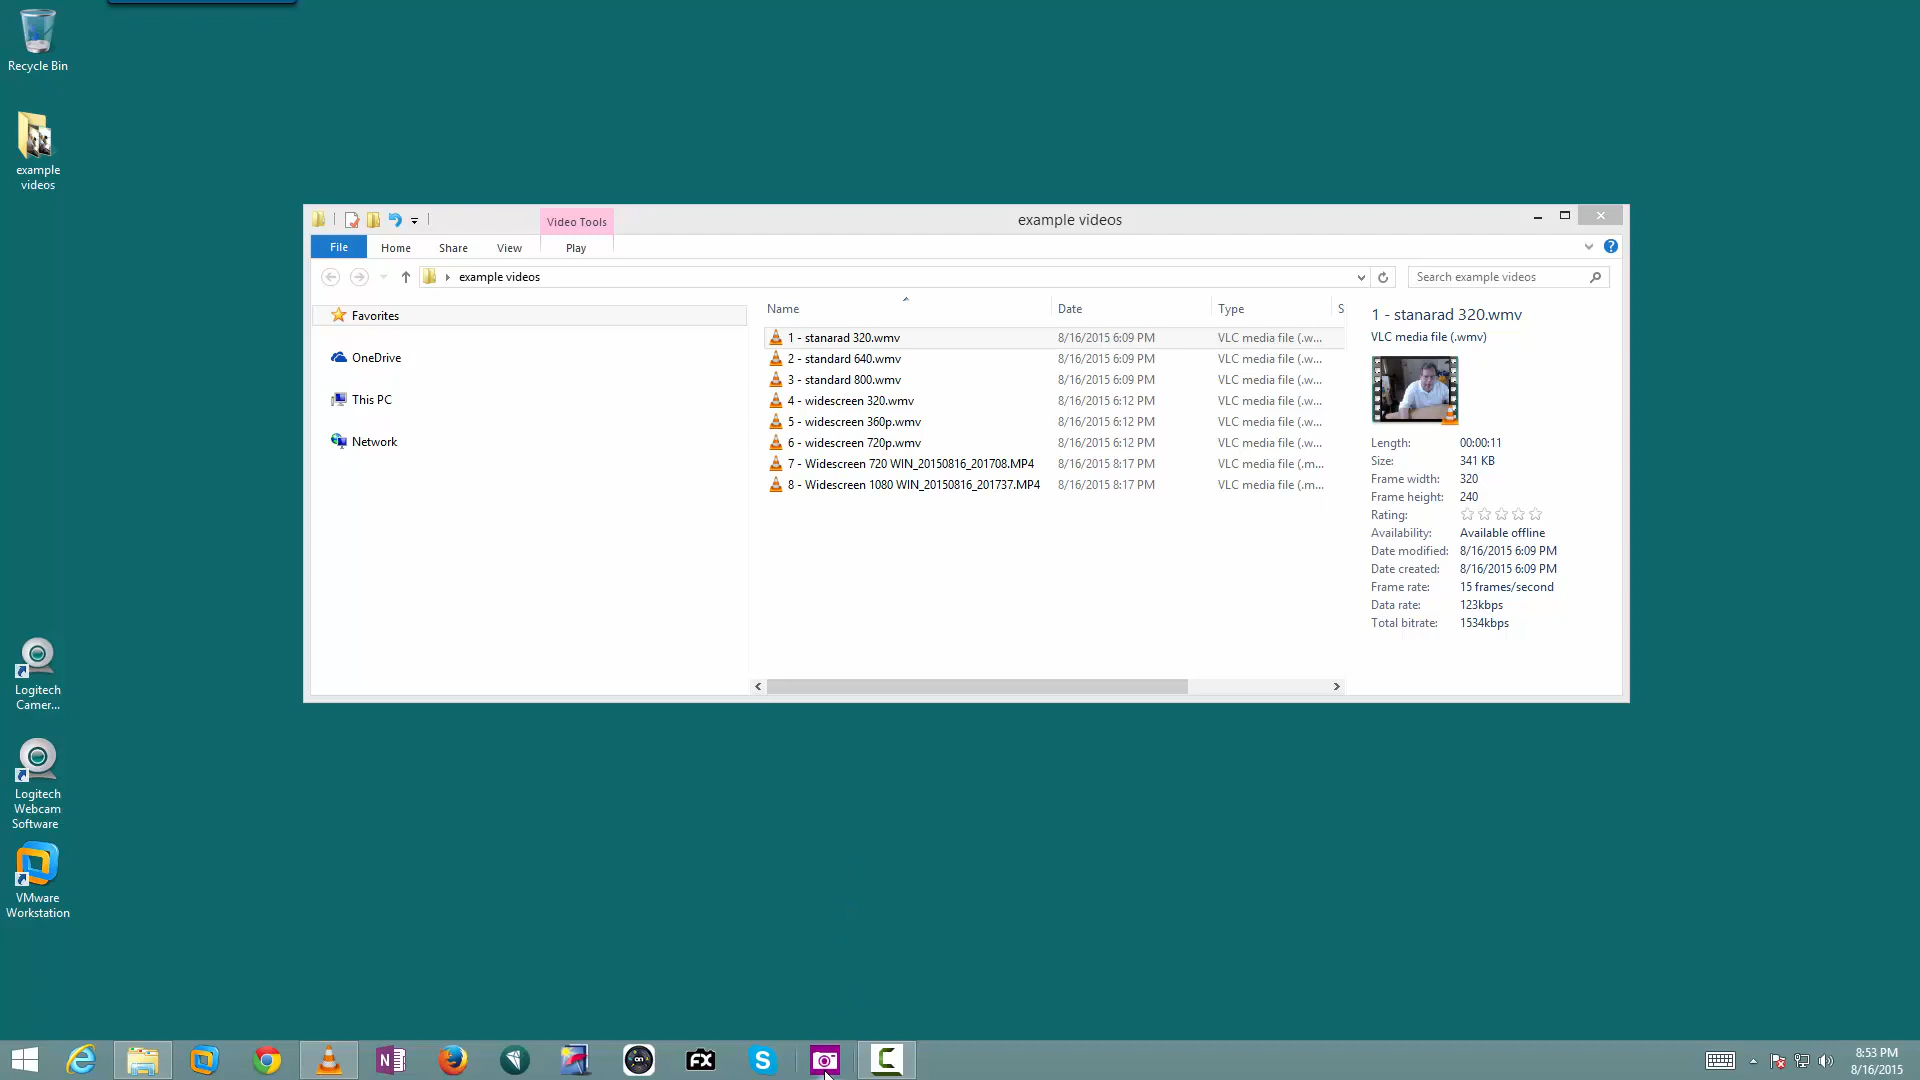 Recycle Bin
example
videos
Logitech
Camer...
Logitech
Webcam
Software
VMware
Workstation
Video Tools
example videos
File
Home
Share
View
Play
example videos
Search example videos
Favorites
OneDrive
This PC
Network
Name
Date
Type
S
1 - stanarad 320.wmv 8/16/2015 6:09 PM VLC media file (.w...
2 - standard 640.wmv 8/16/2015 6:09 PM VLC media file (.w...
3 - standard 800.wmv 8/16/2015 6:09 PM VLC media file (.w...
4 - widescreen 320.wmv 8/16/2015 6:12 PM VLC media file (.w...
5 - widescreen 360p.wmv 8/16/2015 6:12 PM VLC media file (.w...
6 - widescreen 720p.wmv 8/16/2015 6:12 PM VLC media file (.w...
7 - Widescreen 720 WIN_20150816_201708.MP4 8/16/2015 8:17 PM VLC media file (.m...
8 - Widescreen 1080 WIN_20150816_201737.MP4 8/16/2015 8:17 PM VLC media file (.m...
1 - stanarad 320.wmv
VLC media file (.wmv)
Length: 00:00:11
Size: 341 KB
Frame width: 320
Frame height: 240
Rating:
Availability: Available offline
Date modified: 8/16/2015 6:09 PM
Date created: 8/16/2015 6:09 PM
Frame rate: 15 frames/second
Data rate: 123kbps
Total bitrate: 1534kbps
N
on
FX
S
C
8:53 PM
8/16/2015